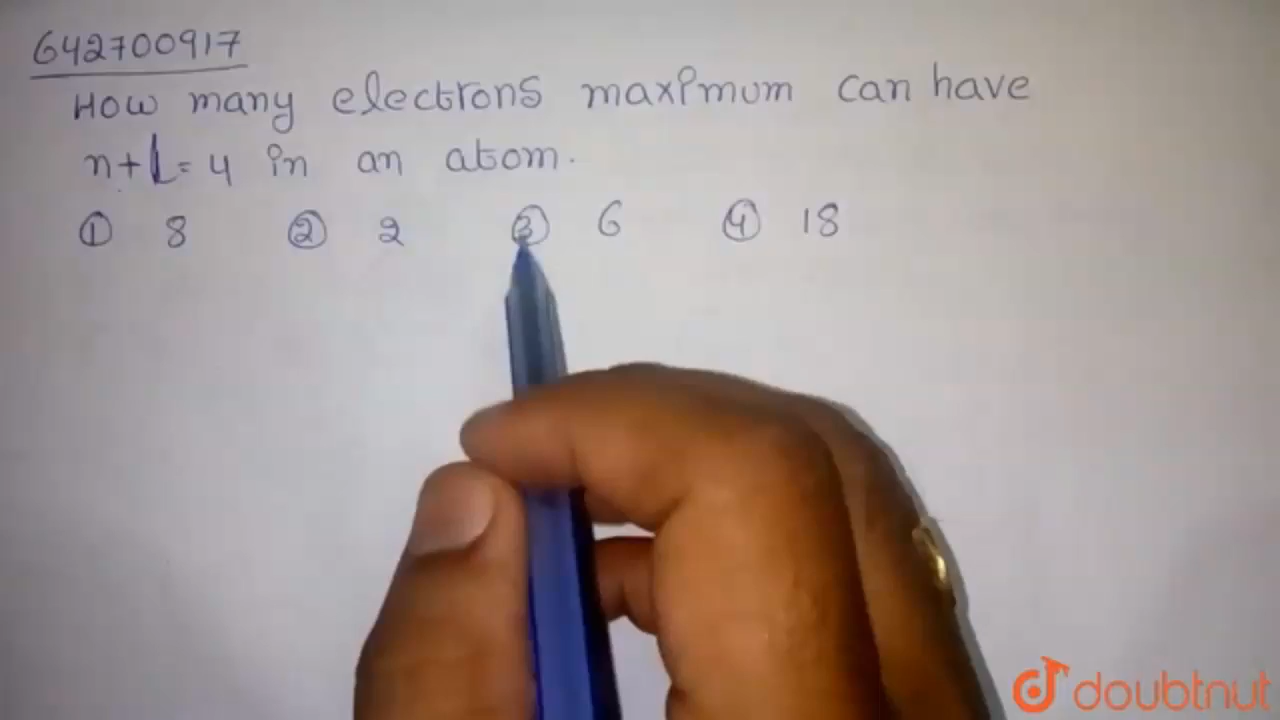 642700917
How many electrons maximum can have
n+l=4 in an atom.
① 8 ② 2 ③ 6 ④ 18
doubtnut